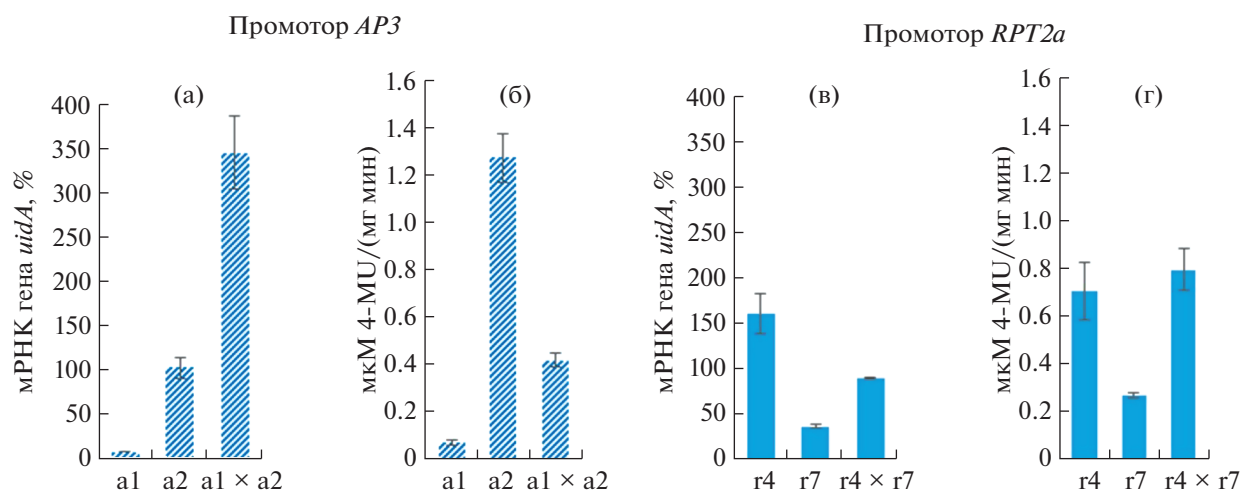 Промотор AP3
Промотор RPT2a
(а)
мРНК гена uidA, %
400
350
300
250
200
150
100
50
0
a1 a2 a1 × a2
(б)
мкМ 4-MU/(мг мин)
1.6
1.4
1.2
1.0
0.8
0.6
0.4
0.2
0
a1 a2 a1 × a2
(в)
мРНК гена uidA, %
400
350
300
250
200
150
100
50
0
r4 r7 r4 × r7
(г)
мкМ 4-MU/(мг мин)
1.6
1.4
1.2
1.0
0.8
0.6
0.4
0.2
0
r4 r7 r4 × r7